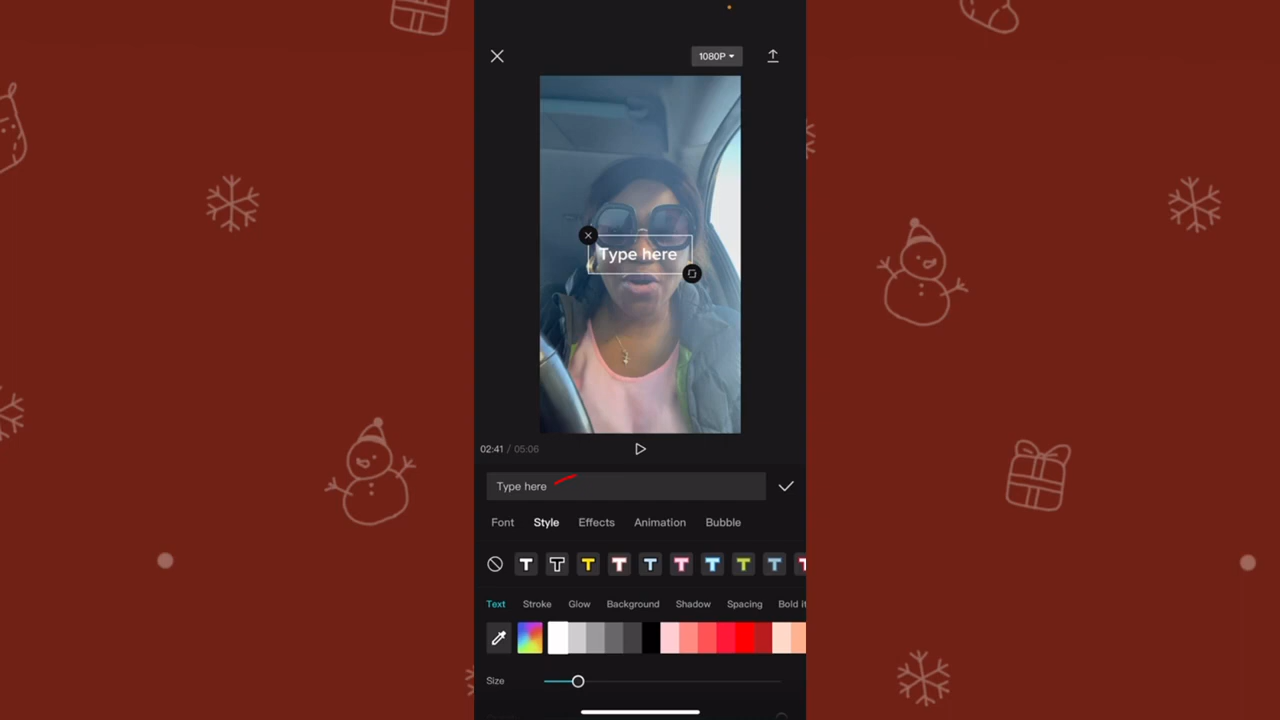 1080P
Type here
02:41 / 05:06
Type here
Font Style Effects Animation Bubble
T T T T T T T T T T
Text Stroke Glow Background Shadow Spacing Bold it
Size